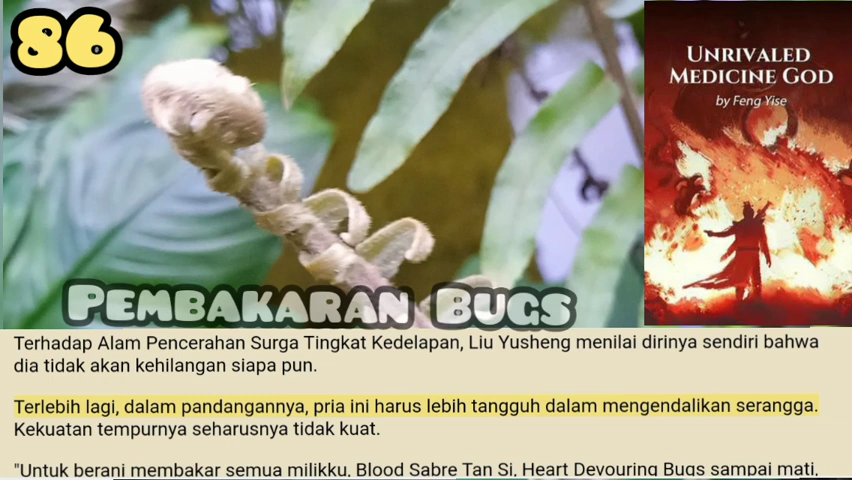 86
UNRIVALED
MEDICINE GOD
by Feng Yise
PEMBAKARAN BUGS
Terhadap Alam Pencerahan Surga Tingkat Kedelapan, Liu Yusheng menilai dirinya sendiri bahwa
dia tidak akan kehilangan siapa pun.
Terlebih lagi, dalam pandangannya, pria ini harus lebih tangguh dalam mengendalikan serangga.
Kekuatan tempurnya seharusnya tidak kuat.
"Untuk berani membakar semua milikku, Blood Sabre Tan Si, Heart Devouring Bugs sampai mati,